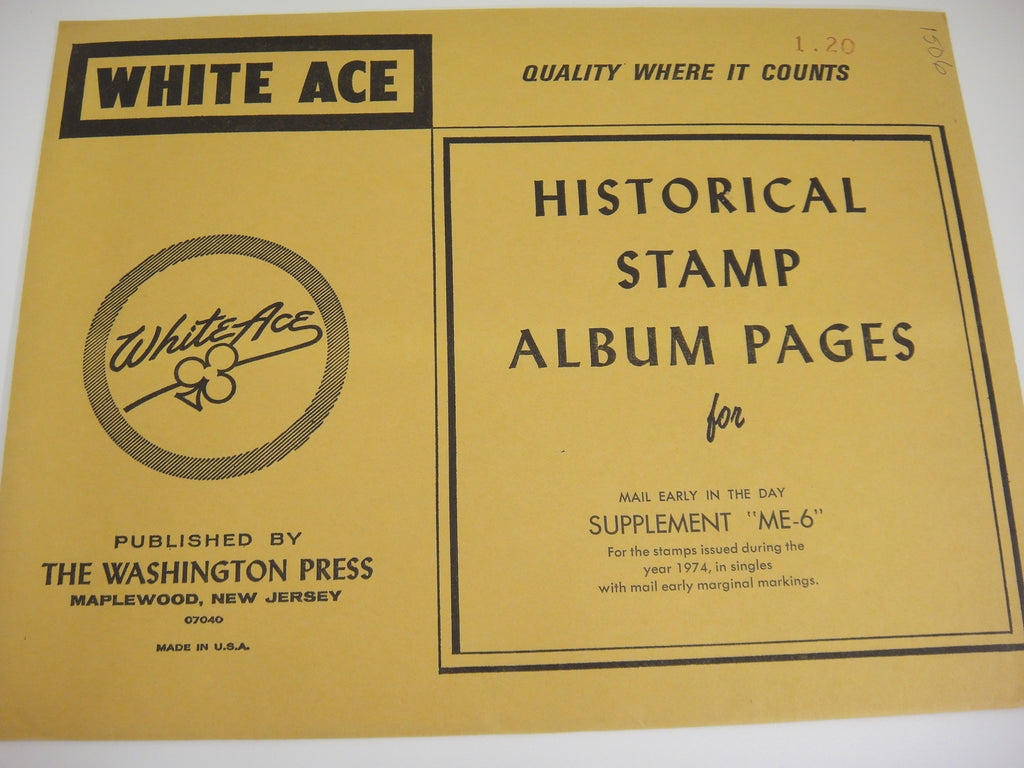 WHITE ACE
QUALITY WHERE IT COUNTS
1.20
1506
White Ace
PUBLISHED BY
THE WASHINGTON PRESS
MAPLEWOOD, NEW JERSEY
07040
MADE IN U.S.A.
HISTORICAL
STAMP
ALBUM PAGES
for
MAIL EARLY IN THE DAY
SUPPLEMENT "ME-6"
For the stamps issued during the
year 1974, in singles
with mail early marginal markings.